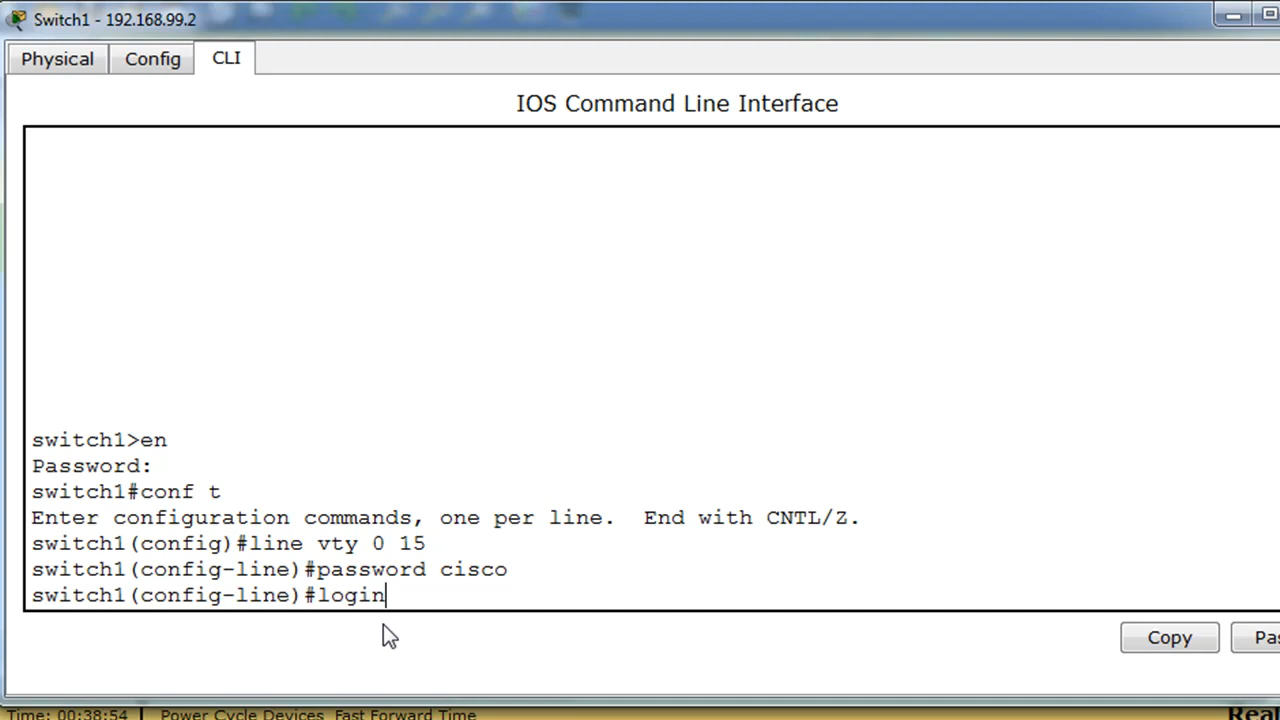 Switch1 - 192.168.99.2
Physical Config CLI
IOS Command Line Interface
switch1>en
Password:
switch1#conf t
Enter configuration commands, one per line.  End with CNTL/Z.
switch1(config)#line vty 0 15
switch1(config-line)#password cisco
switch1(config-line)#login
Copy Pas
Time: 00:38:54 Power Cycle Devices Fast Forward Time Real